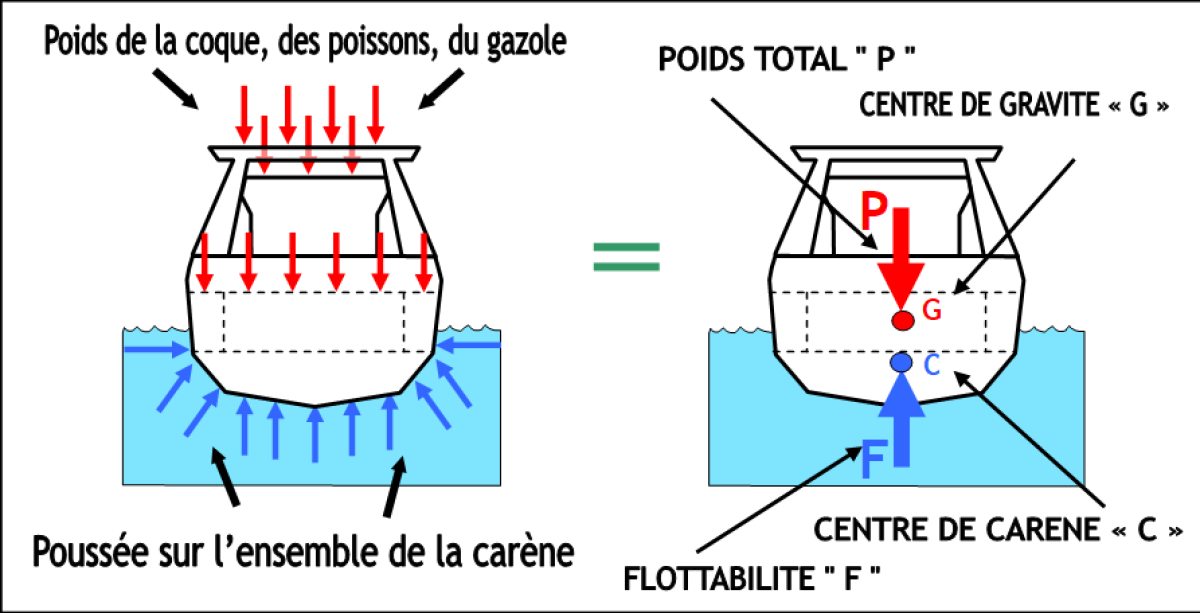 Poids de la coque, des poissons, du gazole
POIDS TOTAL " P "
CENTRE DE GRAVITE « G »
P
G
=
C
F
Poussée sur l'ensemble de la carène
CENTRE DE CARENE « C »
FLOTTABILITE " F "